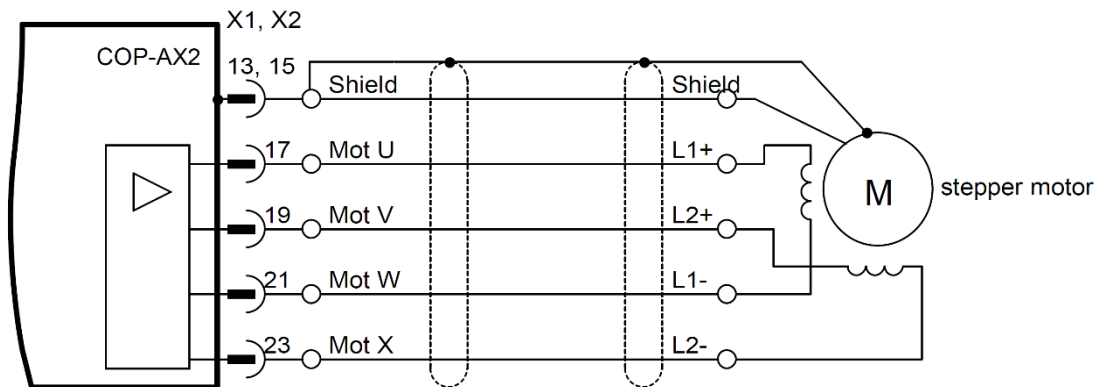 X1, X2
COP-AX2
13, 15
Shield Shield
17 Mot U L1+
M stepper motor
19 Mot V L2+
21 Mot W L1-
23 Mot X L2-